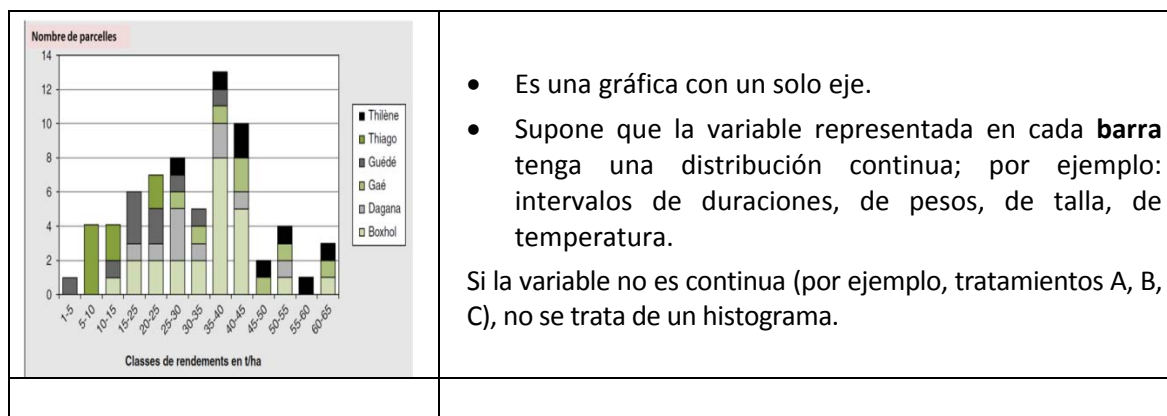 Nombre de parcelles
14
12
10
8
6
4
2
0
1-5 5-10 10-15 15-25 20-25 25-30 30-35 35-40 40-45 45-50 50-55 55-60 60-65
Classes de rendements en t/ha
Thilène
Thiago
Guédé
Gaé
Dagana
Boxhol
• Es una gráfica con un solo eje.
• Supone que la variable representada en cada barra
tenga una distribución continua; por ejemplo:
intervalos de duraciones, de pesos, de talla, de
temperatura.
Si la variable no es continua (por ejemplo, tratamientos A, B,
C), no se trata de un histograma.